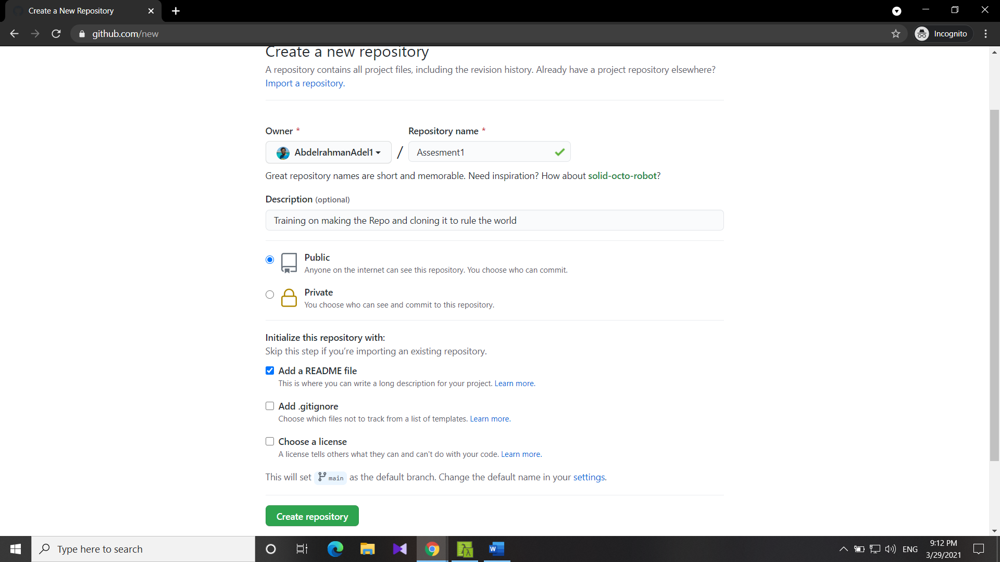 Create a New Repository
github.com/new
Incognito
Create a new repository
A repository contains all project files, including the revision history. Already have a project repository elsewhere?
Import a repository.
Owner *
Repository name *
AbdelrahmanAdel1
/
Assesment1
Great repository names are short and memorable. Need inspiration? How about solid-octo-robot?
Description (optional)
Training on making the Repo and cloning it to rule the world
Public
Anyone on the internet can see this repository. You choose who can commit.
Private
You choose who can see and commit to this repository.
Initialize this repository with:
Skip this step if you’re importing an existing repository.
Add a README file
This is where you can write a long description for your project. Learn more.
Add .gitignore
Choose which files not to track from a list of templates. Learn more.
Choose a license
A license tells others what they can and can't do with your code. Learn more.
This will set main as the default branch. Change the default name in your settings.
Create repository
Type here to search
W
ENG
9:12 PM
3/29/2021